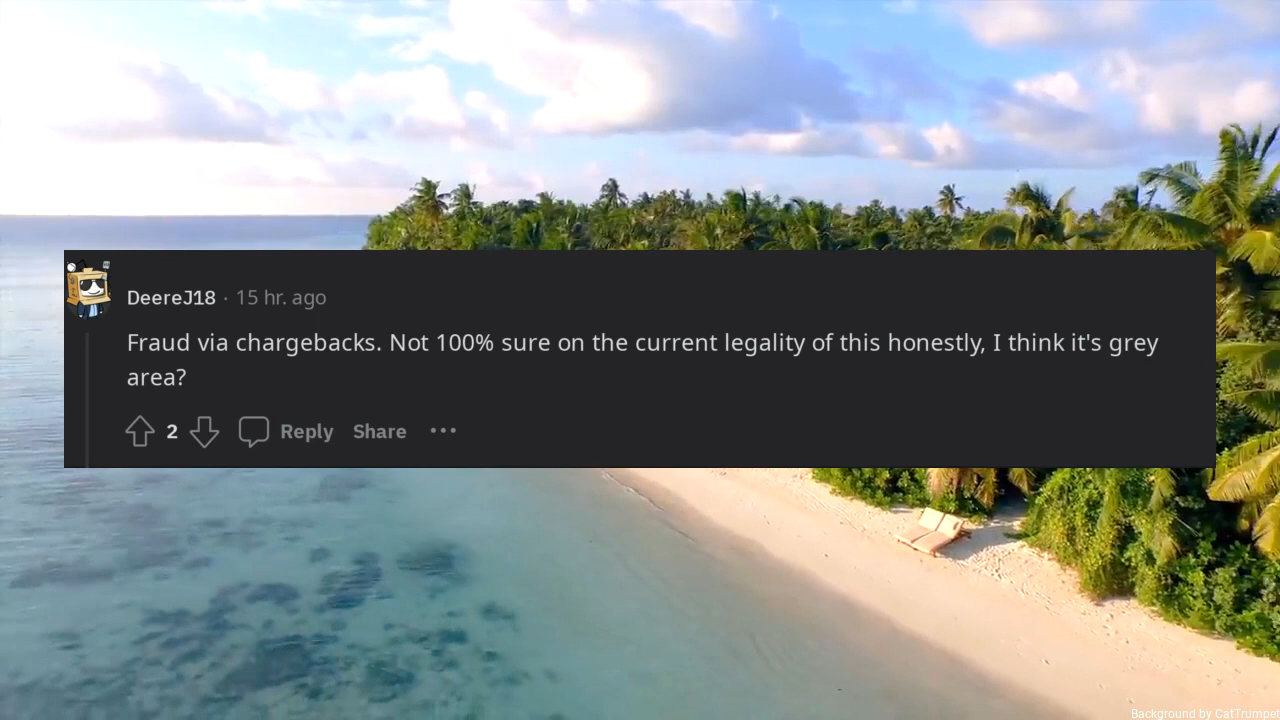 DeereJ18 · 15 hr. ago
Fraud via chargebacks. Not 100% sure on the current legality of this honestly, I think it's grey
area?
2 Reply Share ···
Background by CatTrumpet